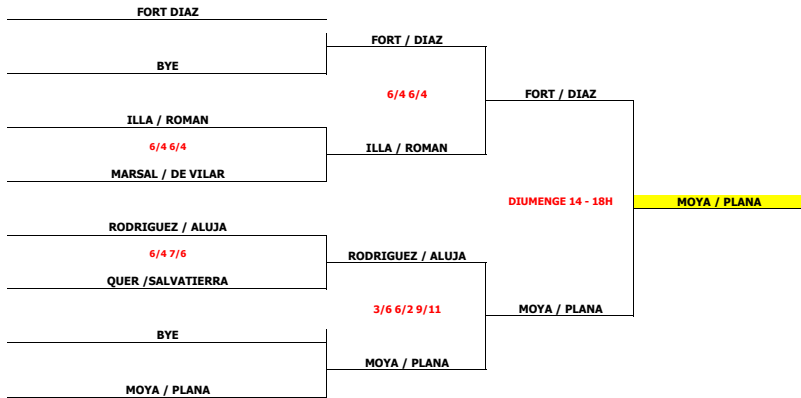 FORT DIAZ
FORT / DIAZ
BYE
6/4 6/4
FORT / DIAZ
ILLA / ROMAN
6/4 6/4
ILLA / ROMAN
MARSAL / DE VILAR
DIUMENGE 14 - 18H
MOYA / PLANA
RODRIGUEZ / ALUJA
6/4 7/6
RODRIGUEZ / ALUJA
QUER /SALVATIERRA
3/6 6/2 9/11
MOYA / PLANA
BYE
MOYA / PLANA
MOYA / PLANA